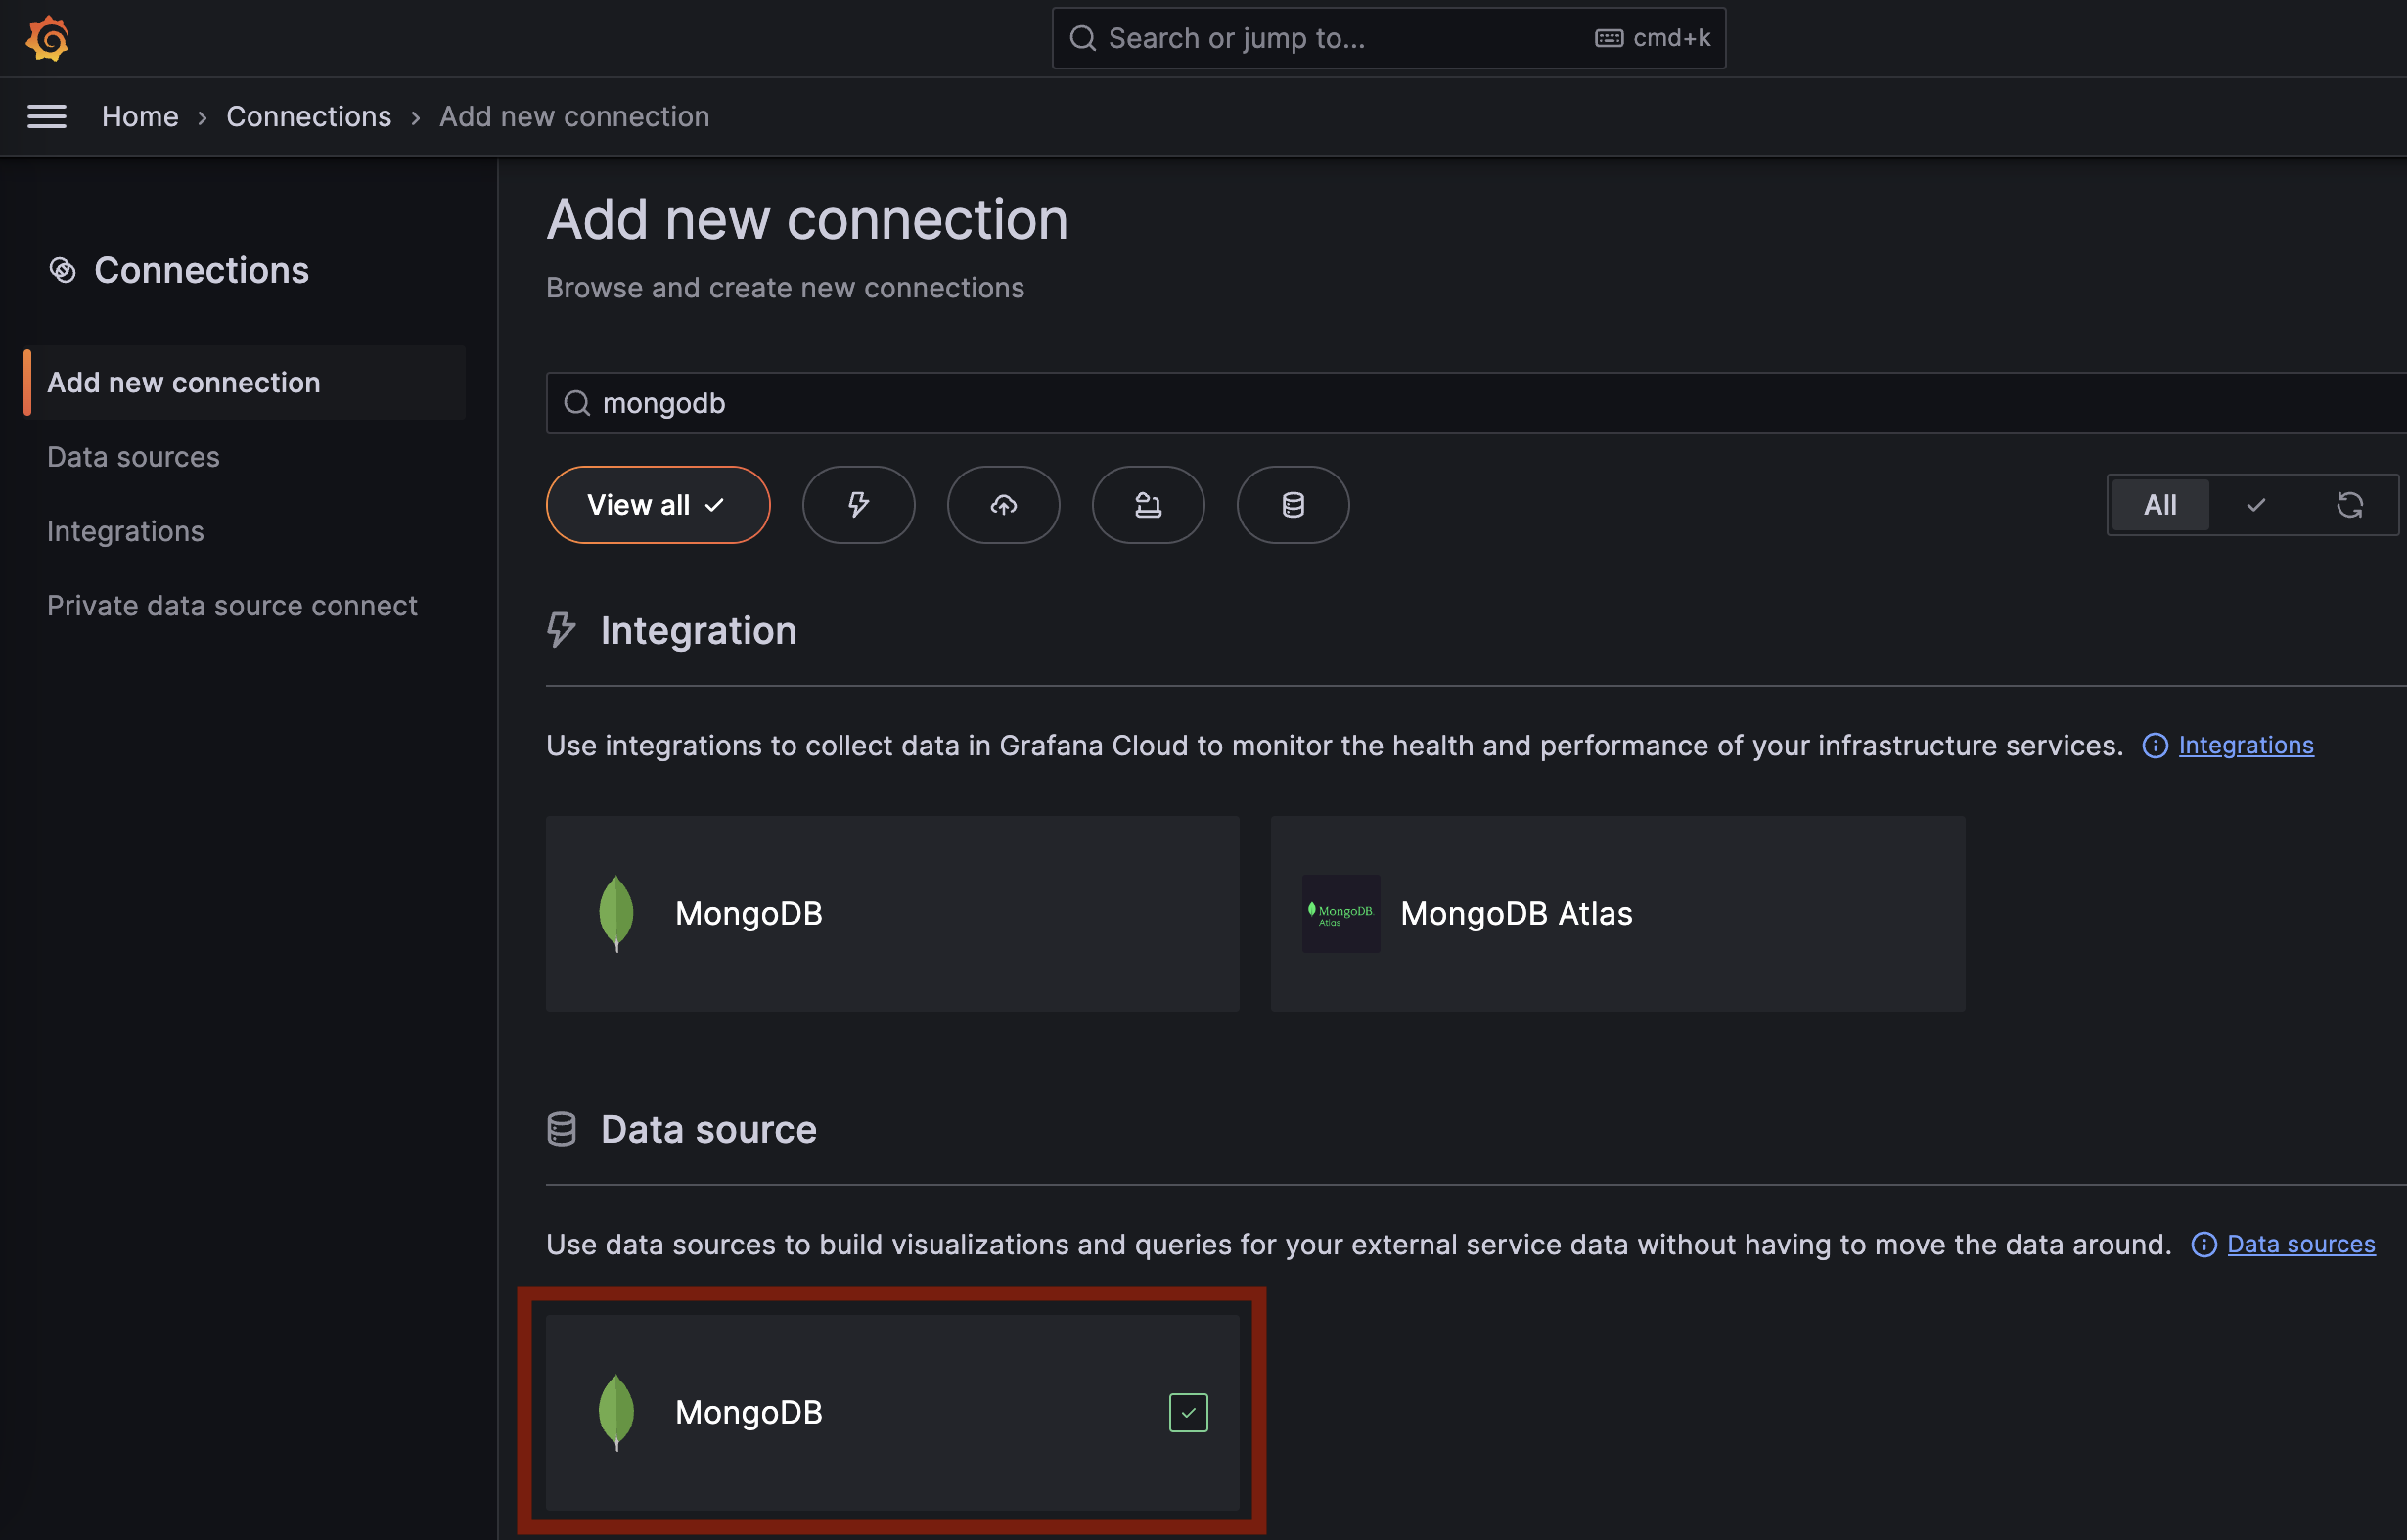 Search or jump to...
cmd+k
Home › Connections › Add new connection
Connections
Add new connection
Data sources
Integrations
Private data source connect
Add new connection
Browse and create new connections
mongodb
View all
All
Integration
Use integrations to collect data in Grafana Cloud to monitor the health and performance of your infrastructure services.
Integrations
MongoDB
MongoDB.
Atlas
MongoDB Atlas
Data source
Use data sources to build visualizations and queries for your external service data without having to move the data around.
Data sources
MongoDB